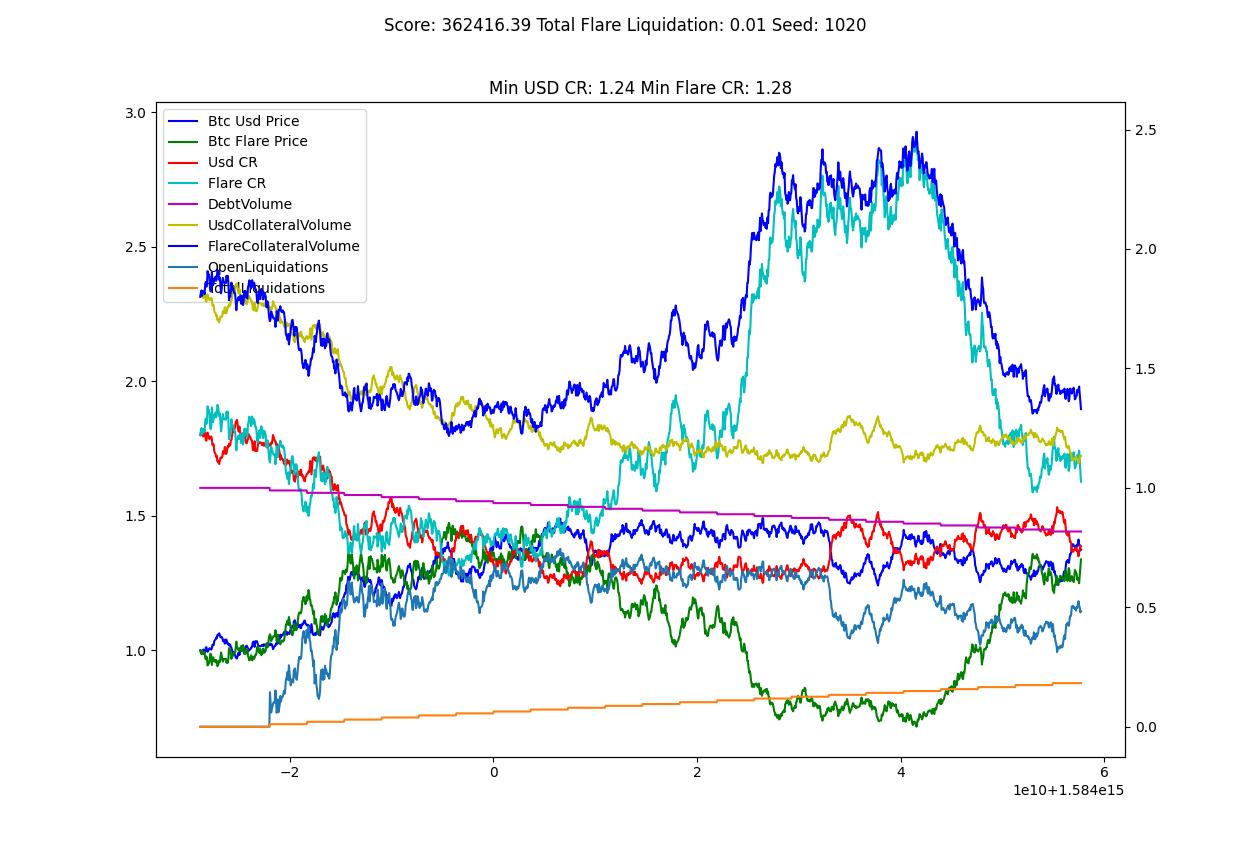 Score: 362416.39 Total Flare Liquidation: 0.01 Seed: 1020
Min USD CR: 1.24 Min Flare CR: 1.28
Btc Usd Price
Btc Flare Price
Usd CR
Flare CR
DebtVolume
UsdCollateralVolume
FlareCollateralVolume
OpenLiquidations
TotalLiquidations
3.0
2.5
2.0
1.5
1.0
2.5
2.0
1.5
1.0
0.5
0.0
−2
0
2
4
6
1e10+1.584e15